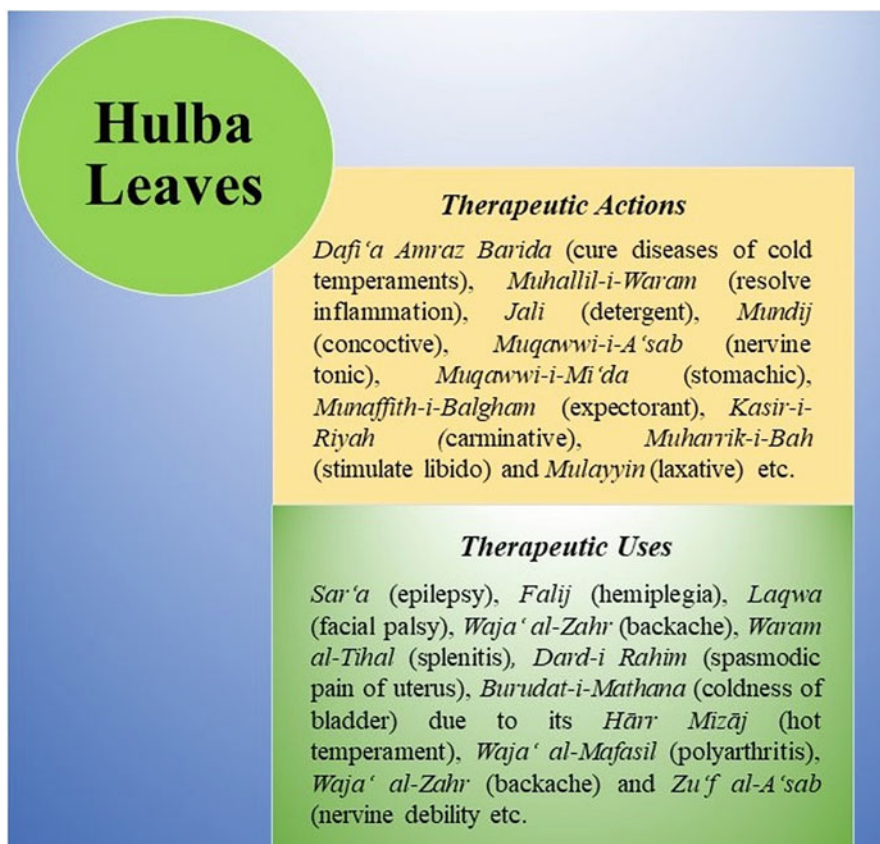 Hulba
Leaves
Therapeutic Actions
Dafi‘a Amraz Barida (cure diseases of cold
temperaments), Muhallil-i-Waram (resolve
inflammation), Jali (detergent), Mundij
(concoctive), Muqawwi-i-A‘sab (nervine
tonic), Muqawwi-i-Mi‘da (stomachic),
Munaffith-i-Balgham (expectorant), Kasir-i-
Riyah (carminative), Muharrik-i-Bah
(stimulate libido) and Mulayyin (laxative) etc.
Therapeutic Uses
Sar‘a (epilepsy), Falij (hemiplegia), Laqwa
(facial palsy), Waja‘ al-Zahr (backache), Waram
al-Tihal (splenitis), Dard-i Rahim (spasmodic
pain of uterus), Burudat-i-Mathana (coldness of
bladder) due to its Hārr Mizāj (hot
temperament), Waja‘ al-Mafasil (polyarthritis),
Waja‘ al-Zahr (backache) and Zu‘f al-A‘sab
(nervine debility etc.